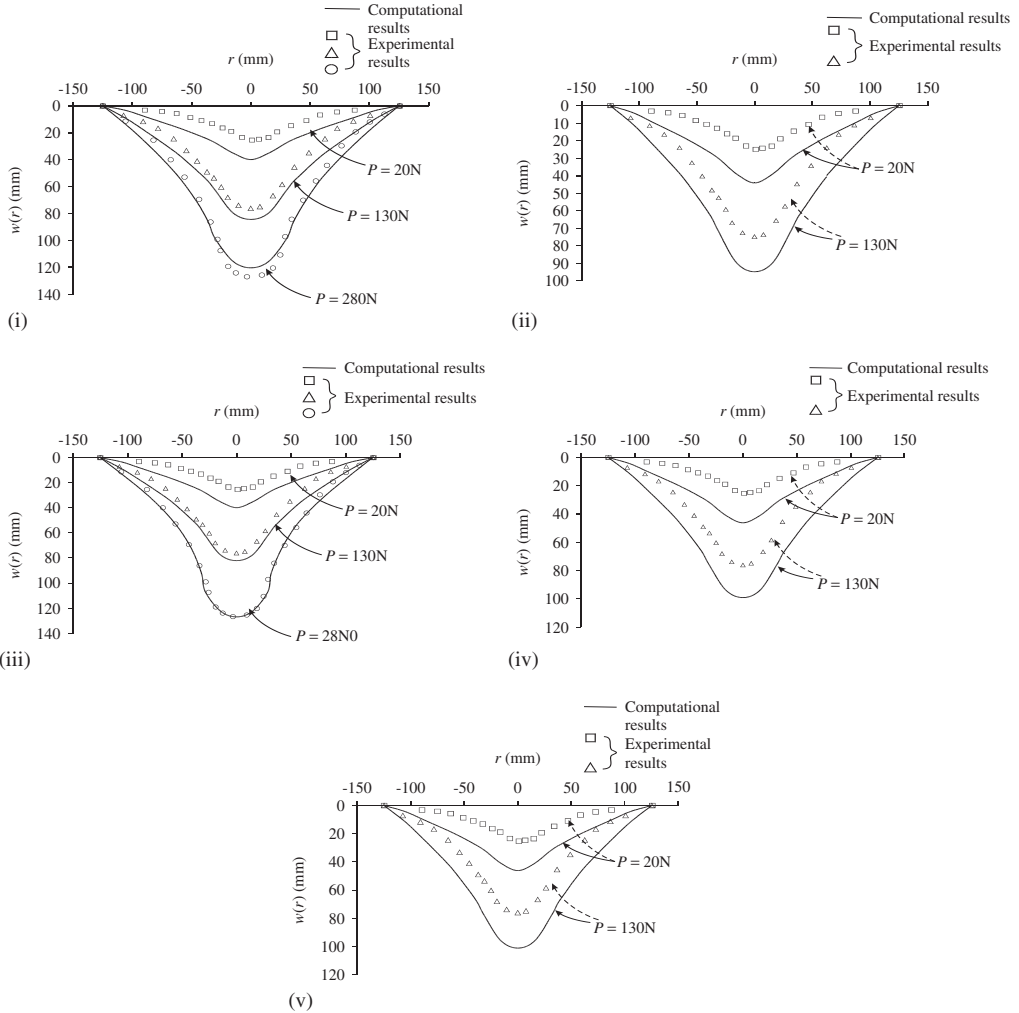 Computational
results
Experimental
results
r (mm)
-150 -100 -50 0 50 100 150
0
20
40
60
80
100
120
140
w(r) (mm)
P = 20N
P = 130N
P = 280N
(i)
Computational results
Experimental results
r (mm)
-150 -100 -50 0 50 100 150
0
10
20
30
40
50
60
70
80
90
100
w(r) (mm)
P = 20N
P = 130N
(ii)
Computational results
Experimental results
r (mm)
-150 -100 -50 0 50 100 150
0
20
40
60
80
100
120
140
w(r) (mm)
P = 20N
P = 130N
P = 28N0
(iii)
Computational results
Experimental results
r (mm)
-150 -100 -50 0 50 100 150
0
20
40
60
80
100
120
w(r) (mm)
P = 20N
P = 130N
(iv)
Computational
results
Experimental
results
r (mm)
-150 -100 -50 0 50 100 150
0
20
40
60
80
100
120
w(r) (mm)
P = 20N
P = 130N
(v)